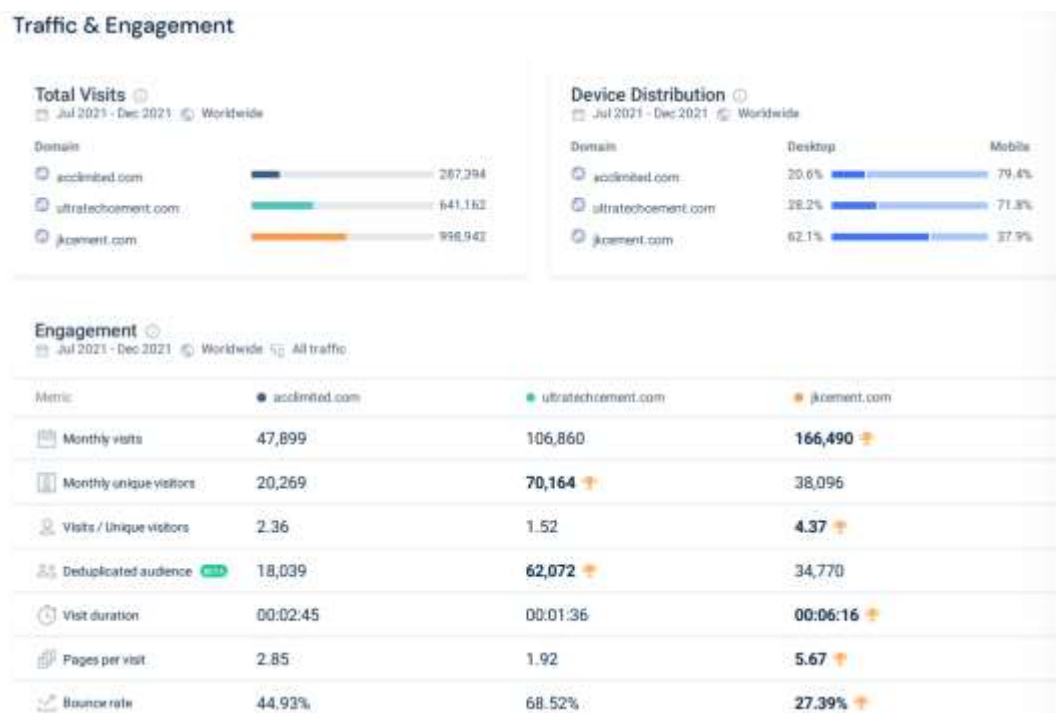 Traffic & Engagement
Total Visits
Jul 2021 - Dec 2021 Worldwide
Domain
acclimited.com 287,394
ultratechcement.com 641,162
jkcement.com 998,942
Device Distribution
Jul 2021 - Dec 2021 Worldwide
Domain Desktop Mobile
acclimited.com 20.6% 79.4%
ultratechcement.com 28.2% 71.8%
jkcement.com 62.1% 37.9%
Engagement
Jul 2021 - Dec 2021 Worldwide All traffic
Metric acclimited.com ultratechcement.com jkcement.com
Monthly visits 47,899 106,860 166,490
Monthly unique visitors 20,269 70,164 38,096
Visits / Unique visitors 2.36 1.52 4.37
Deduplicated audience BETA 18,039 62,072 34,770
Visit duration 00:02:45 00:01:36 00:06:16
Pages per visit 2.85 1.92 5.67
Bounce rate 44.93% 68.52% 27.39%